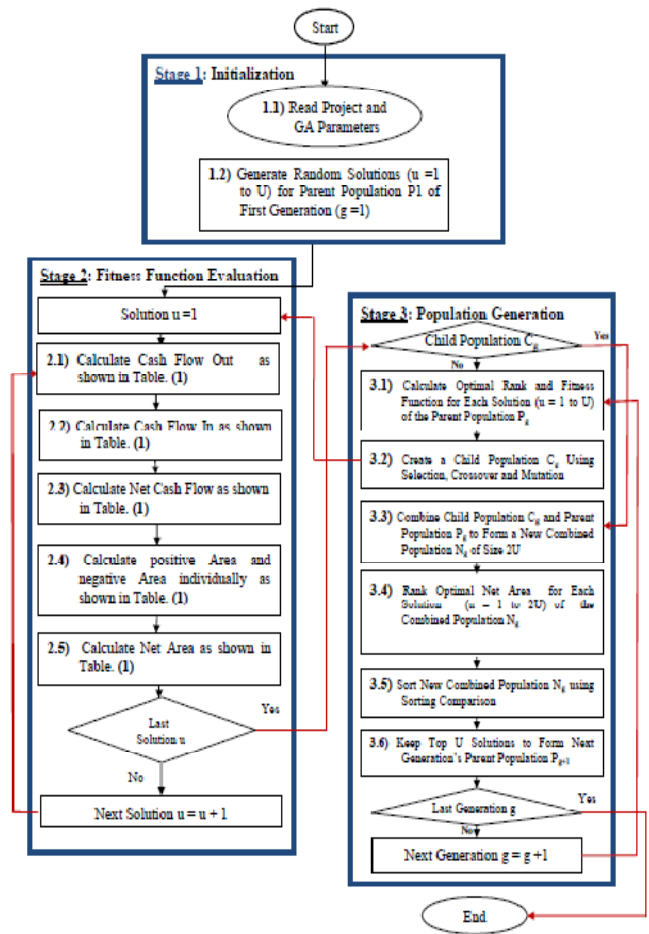 Start
Stage 1: Initialization
1.1) Read Project and
GA Parameters
1.2) Generate Random Solutions (u =1
to U) for Parent Population P1 of
First Generation (g =1)
Stage 2: Fitness Function Evaluation
Solution u =1
2.1) Calculate Cash Flow Out as
shown in Table. (1)
2.2) Calculate Cash Flow In as shown
in Table. (1)
2.3) Calculate Net Cash Flow as shown
in Table. (1)
2.4) Calculate positive Area and
negative Area individually as
shown in Table. (1)
2.5) Calculate Net Area as shown in
Table. (1)
Last
Solution u
Yes
No
Next Solution u = u + 1
Stage 3: Population Generation
Child Population Cg
Yes
No
3.1) Calculate Optimal Rank and Fitness
Function for Each Solution (u = 1 to U)
of the Parent Population Pg
3.2) Create a Child Population Cg Using
Selection, Crossover and Mutation
3.3) Combine Child Population Cg and Parent
Population Pg to Form a New Combined
Population Ng of Size 2U
3.4) Rank Optimal Net Area for Each
Solution (u – 1 to 2U) of the
Combined Population Ng
3.5) Sort New Combined Population Ng using
Sorting Comparison
3.6) Keep Top U Solutions to Form Next
Generation's Parent Population Pg+1
Last Generation g
Yes
No
Next Generation g = g +1
End